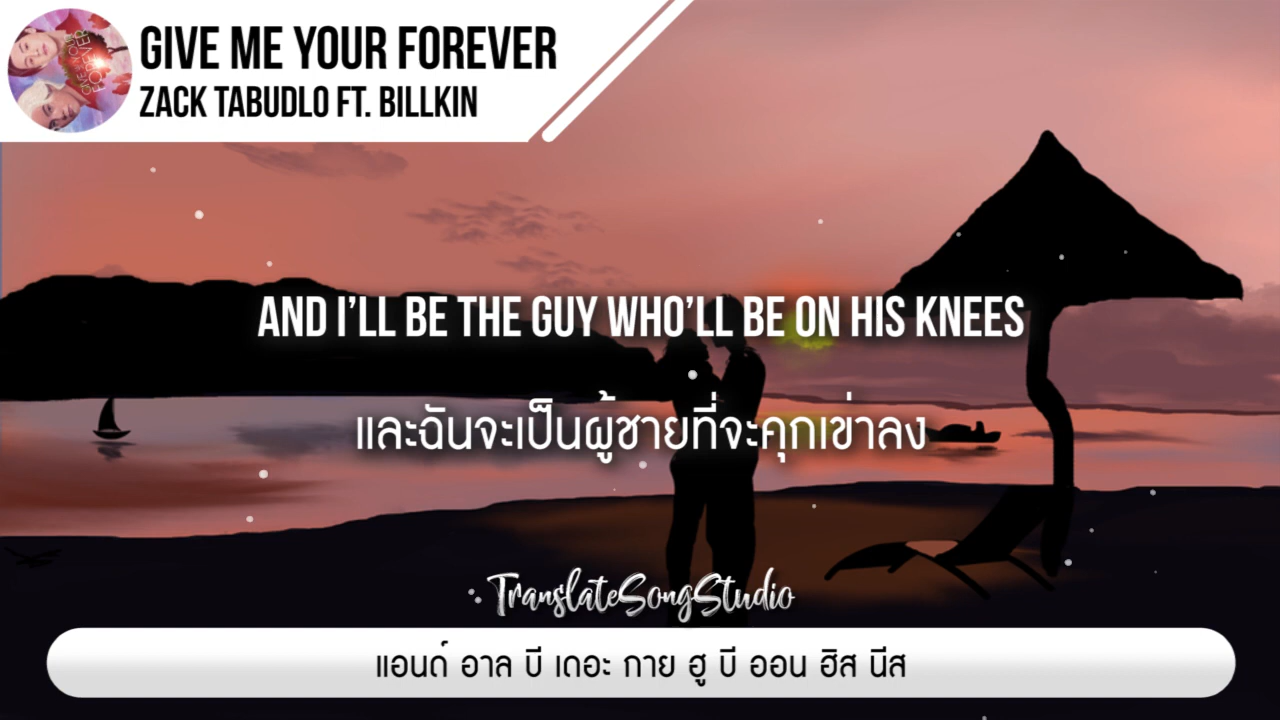 GIVE ME YOUR FOREVER
ZACK TABUDLO FT. BILLKIN
AND I'LL BE THE GUY WHO'LL BE ON HIS KNEES
และฉันจะเป็นผู้ชายที่จะคุกเข่าลง
TranslateSongStudio
แอนด์ อาล บี เดอะ กาย ฮู บี ออน ฮิส นีส